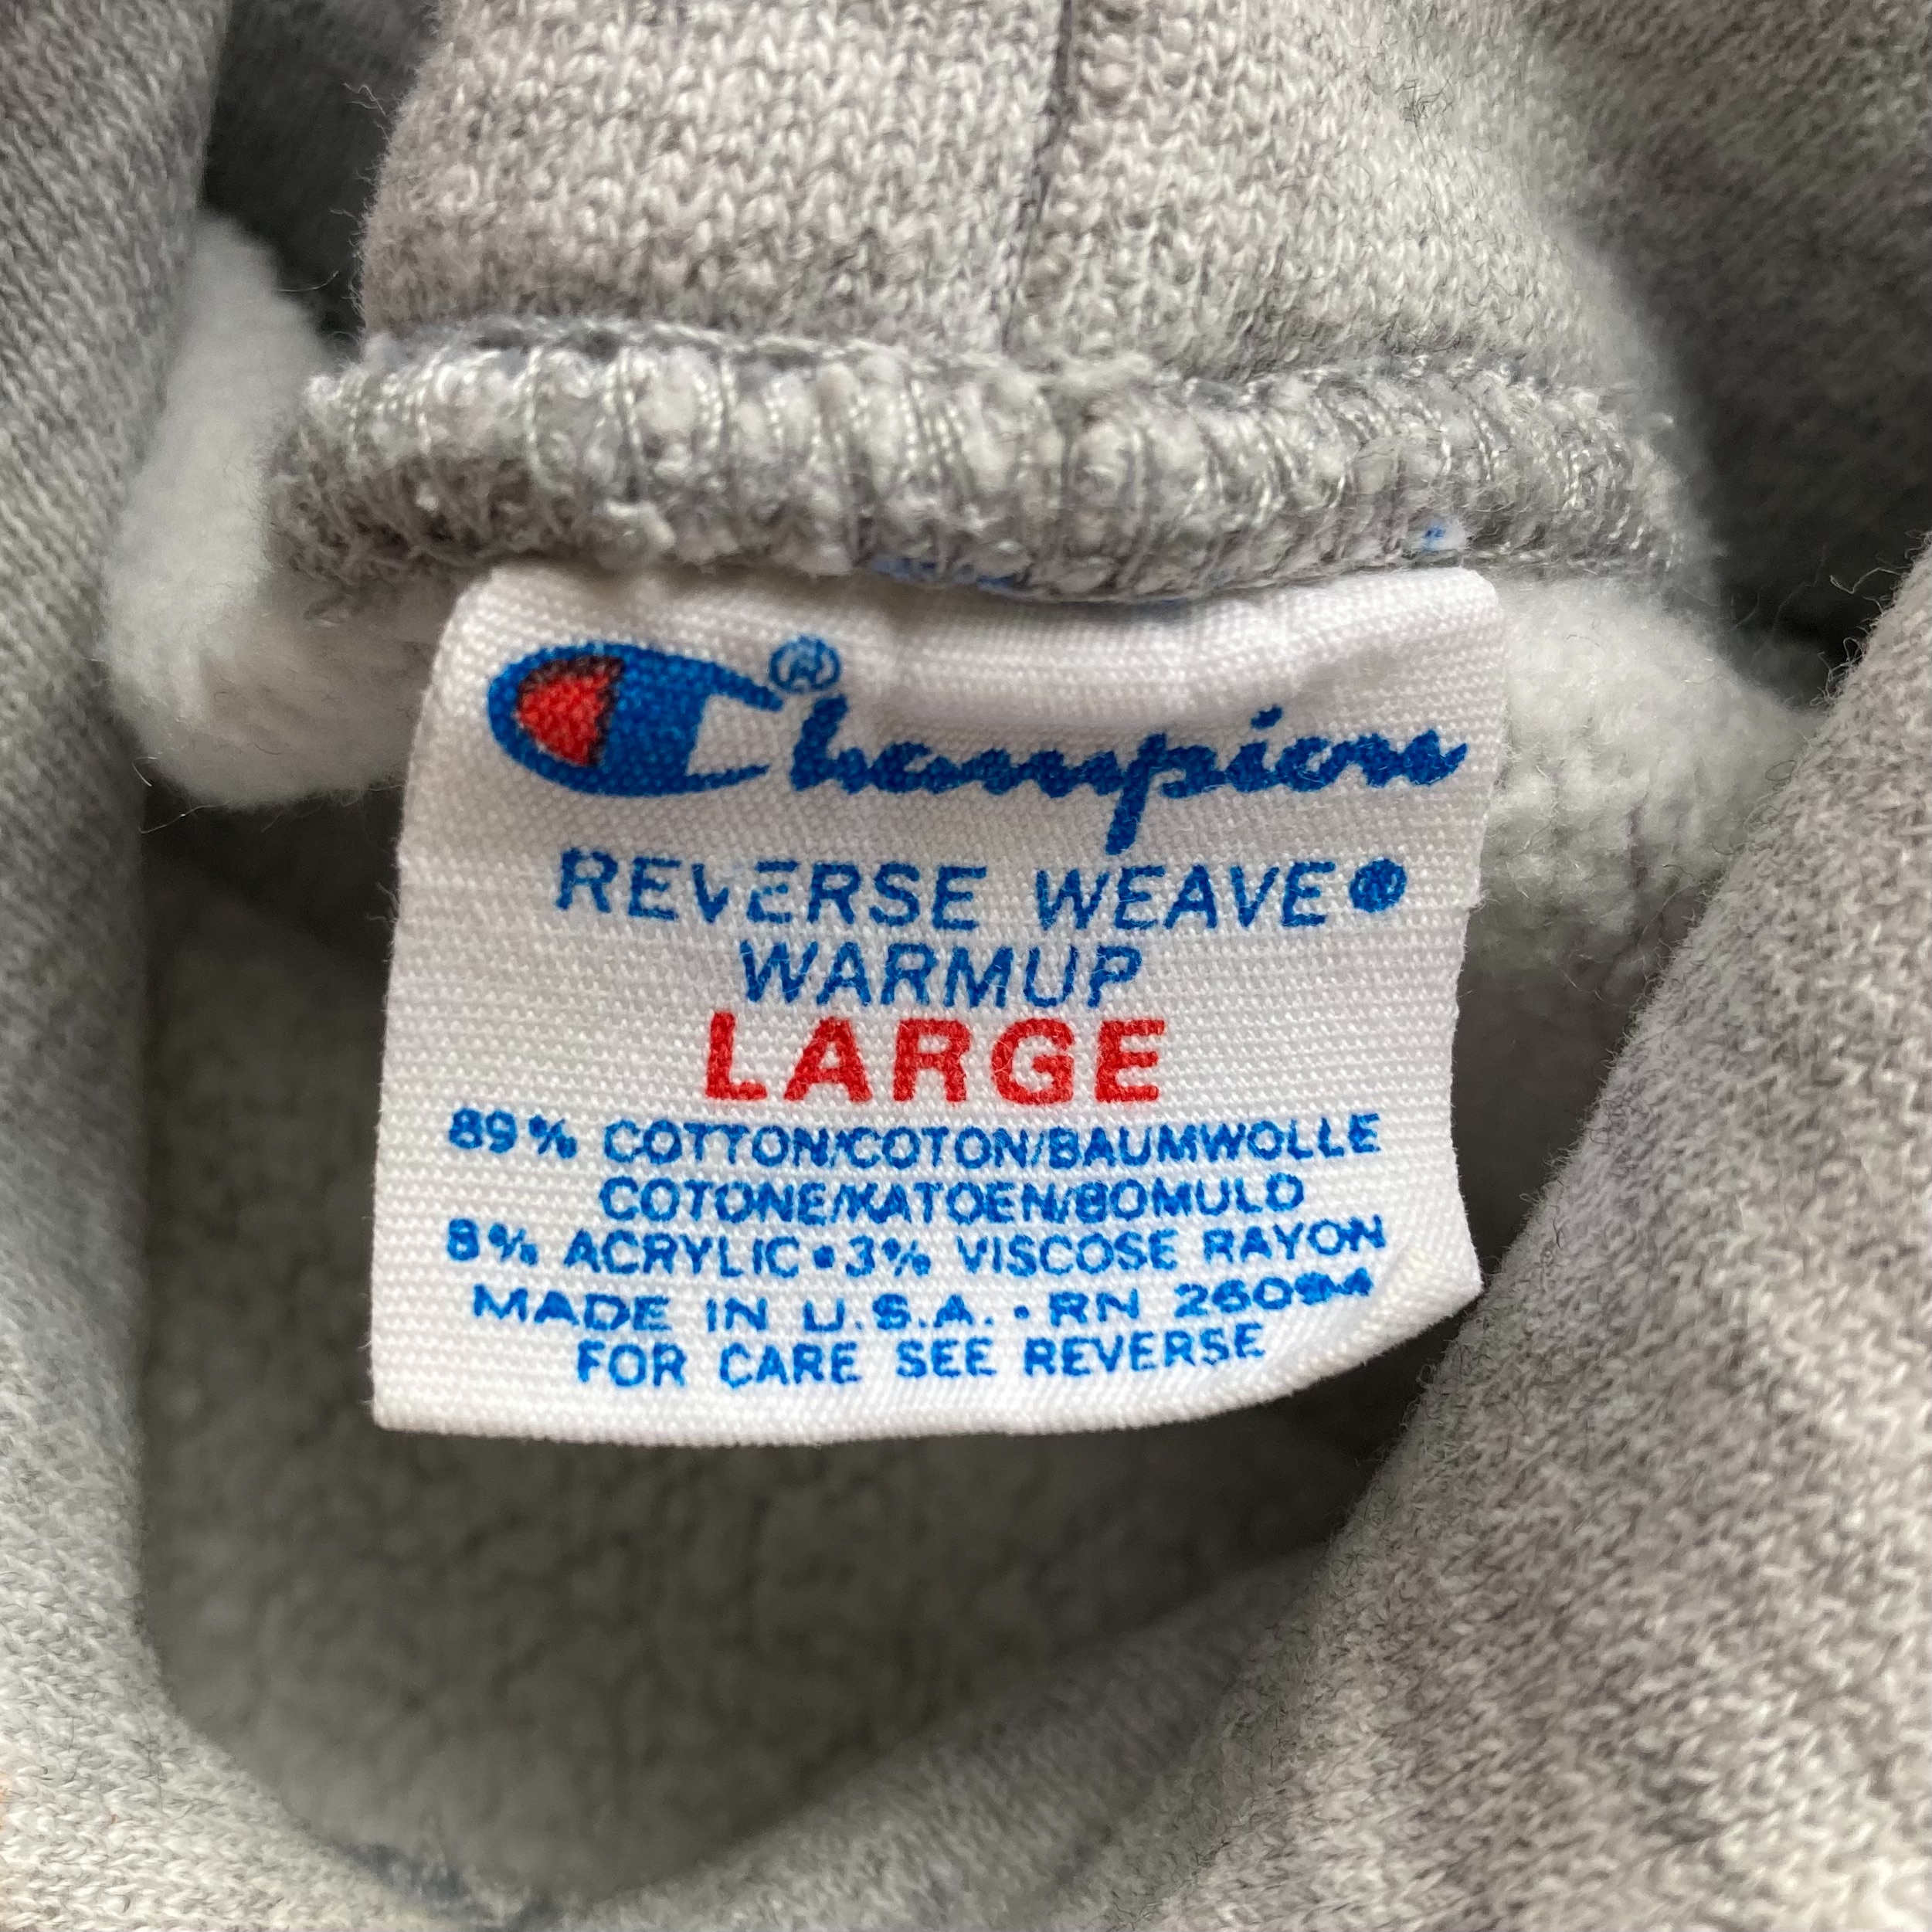 Champion®
REVERSE WEAVE®
WARMUP
LARGE
89% COTTON/COTON/BAUMWOLLE
COTONE/KATOEN/BOMULD
8% ACRYLIC • 3% VISCOSE RAYON
MADE IN U.S.A. • RN 26094
FOR CARE SEE REVERSE